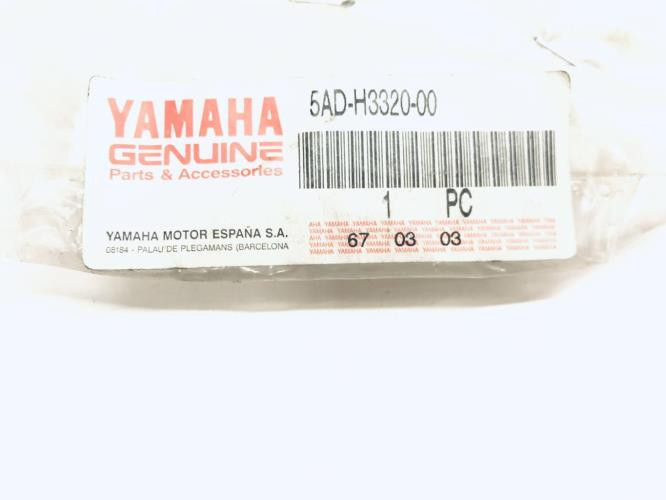 YAMAHA
GENUINE
Parts & Accessories
YAMAHA MOTOR ESPAÑA S.A.
08184 - PALAU DE PLEGAMANS (BARCELONA
5AD-H3320-00
1 PC
67 03 03